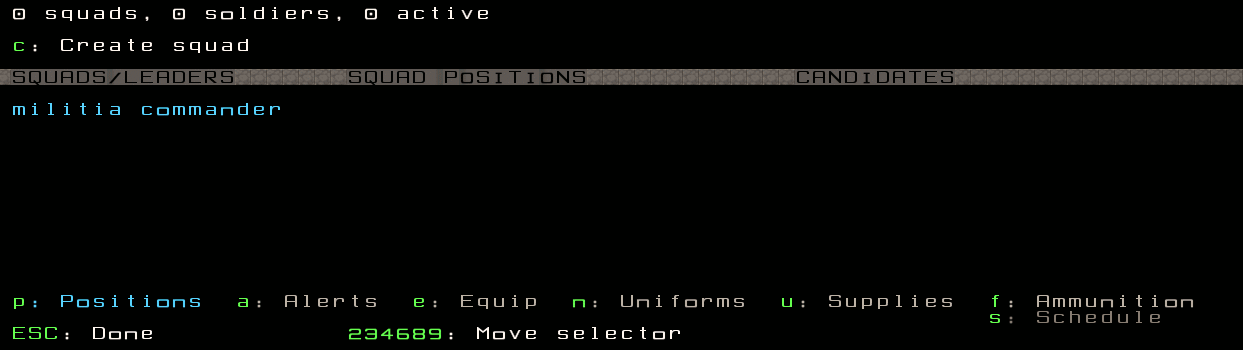 0 squads, 0 soldiers, 0 active
c: Create squad
SQUADS/LEADERS SQUAD POSITIONS CANDIDATES
militia commander
p: Positions a: Alerts e: Equip n: Uniforms u: Supplies f: Ammunition
s: Schedule
ESC: Done 234689: Move selector